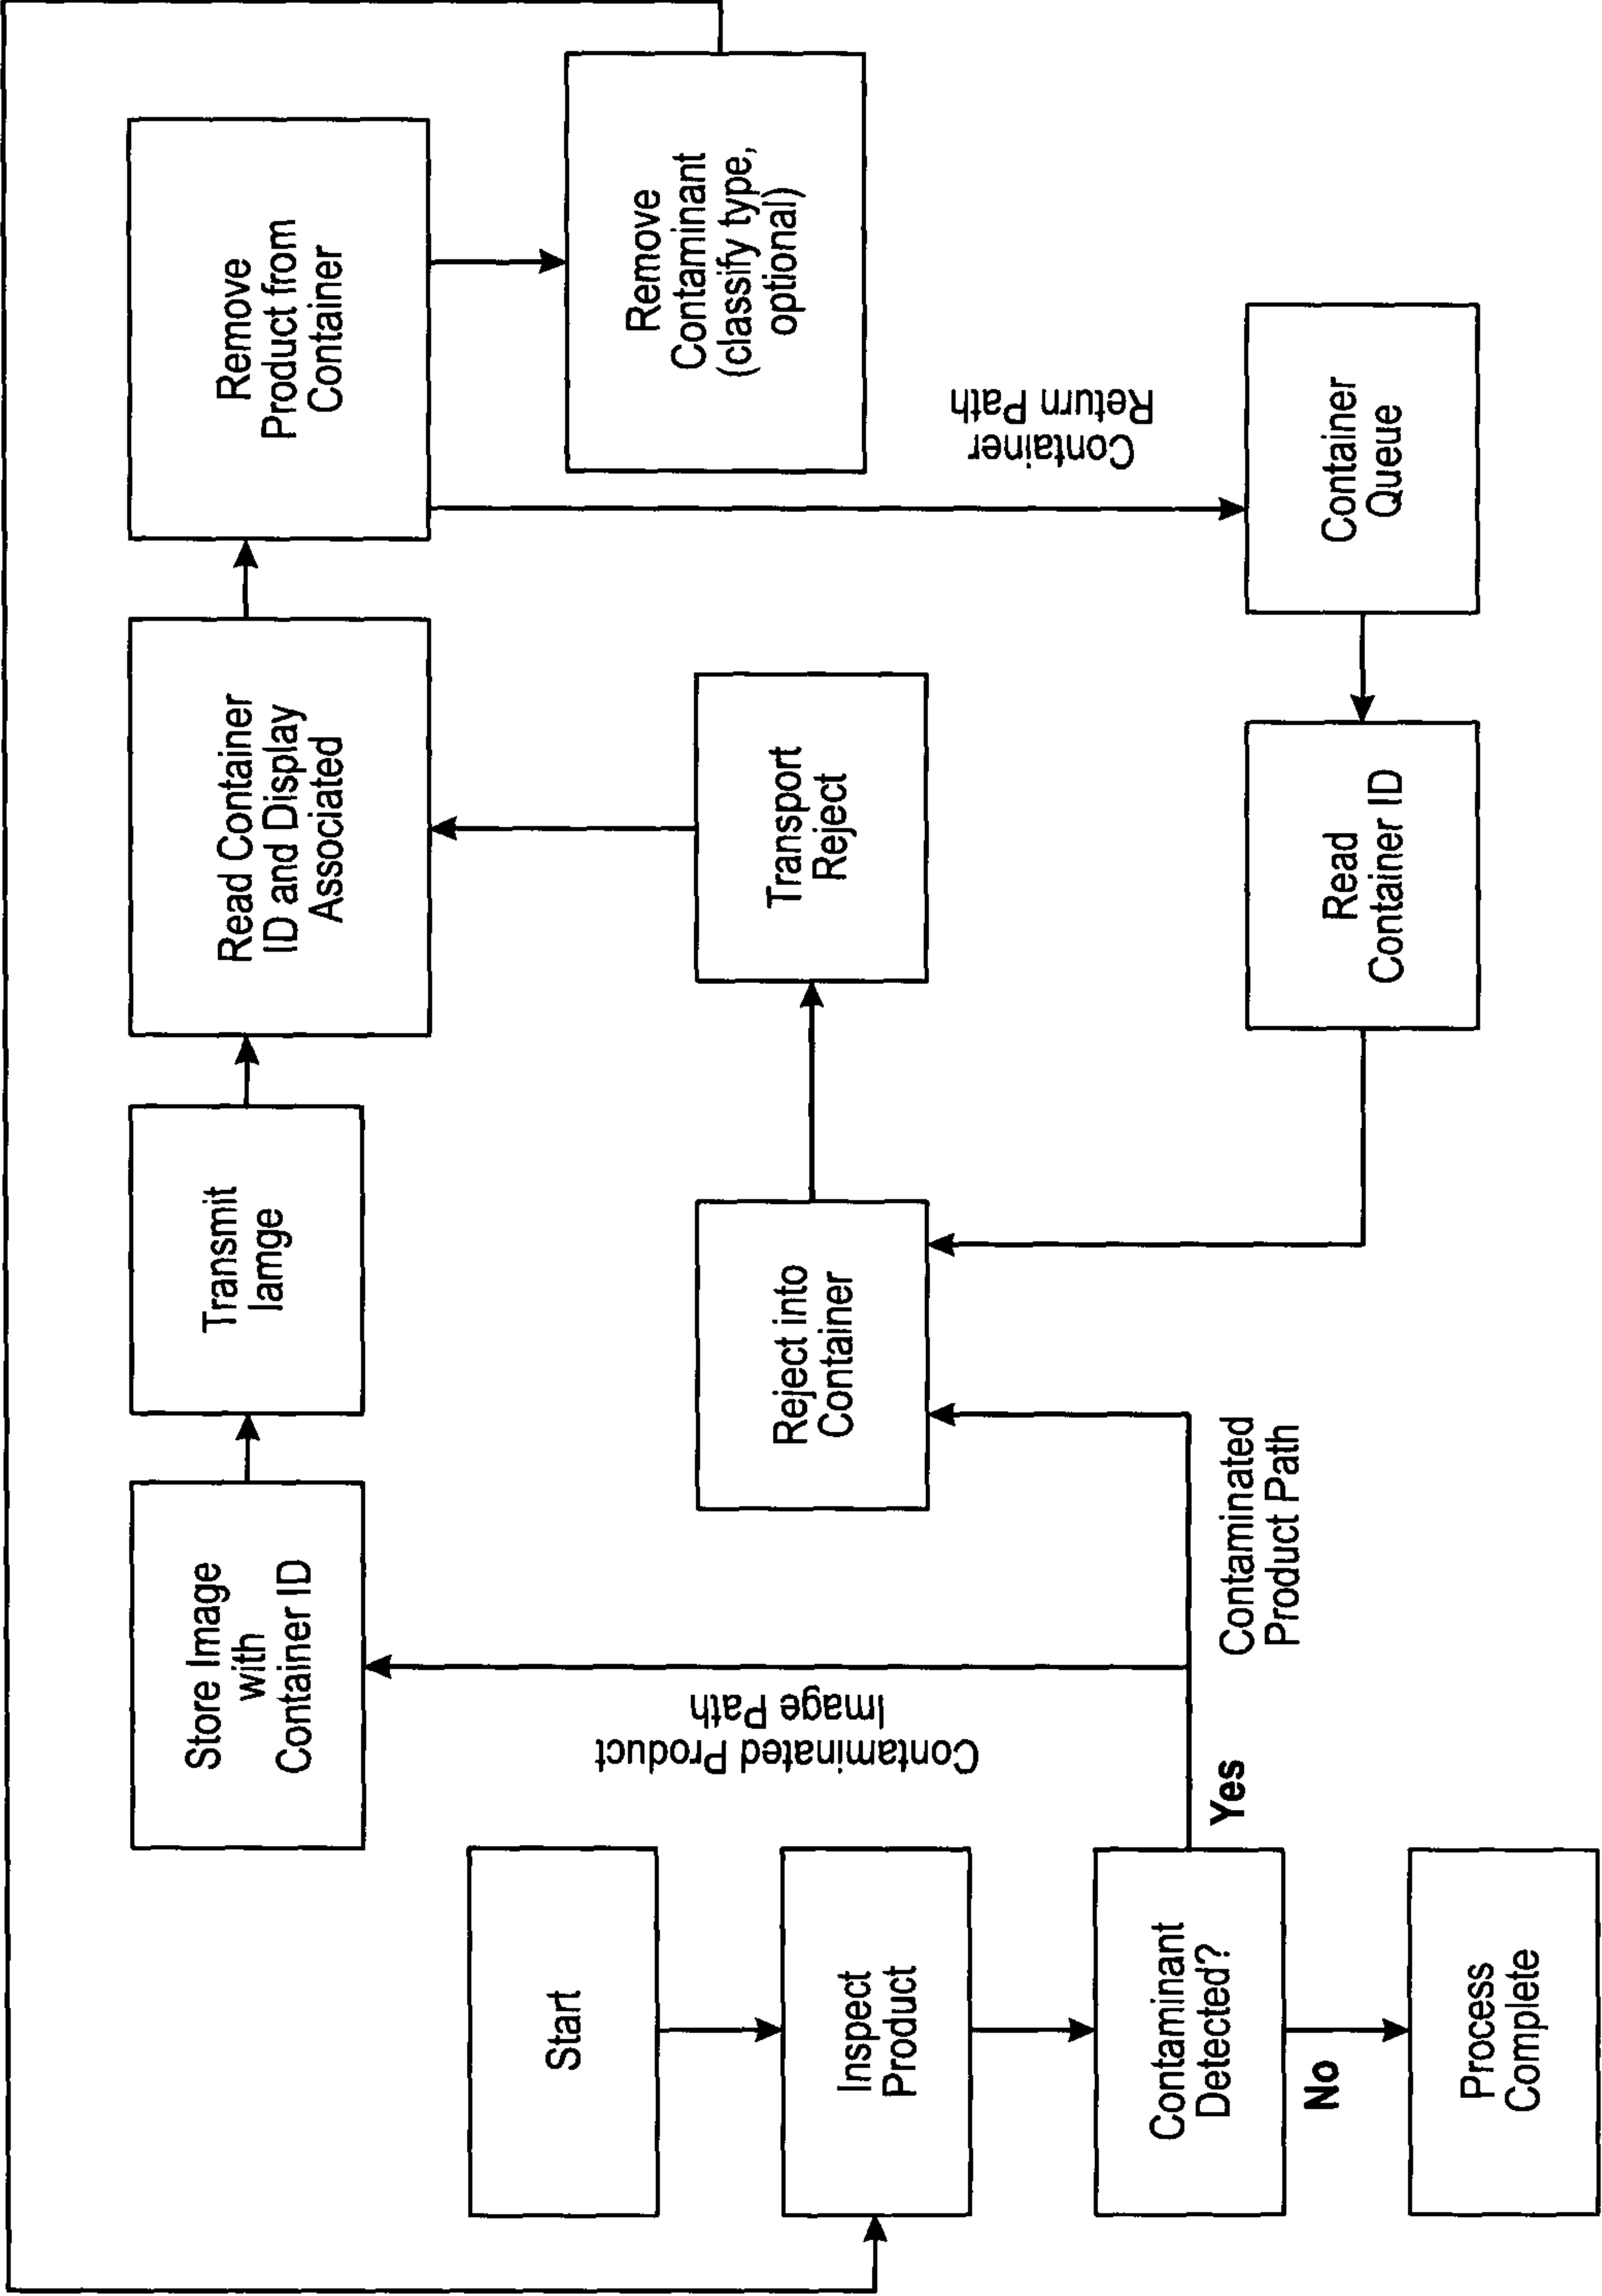 Start
Inspect
Product
Contaminant
Detected?
Yes
No
Process
Complete
Contaminated Product
Image Path
Contaminated
Product Path
Store Image
with
Container ID
Transmit
Iamge
Read Container
ID and Display
Associated
Remove
Product from
Container
Remove
Contaminant
(classify type,
optional)
Reject into
Container
Transport
Reject
Container
Return Path
Container
Queue
Read
Container ID